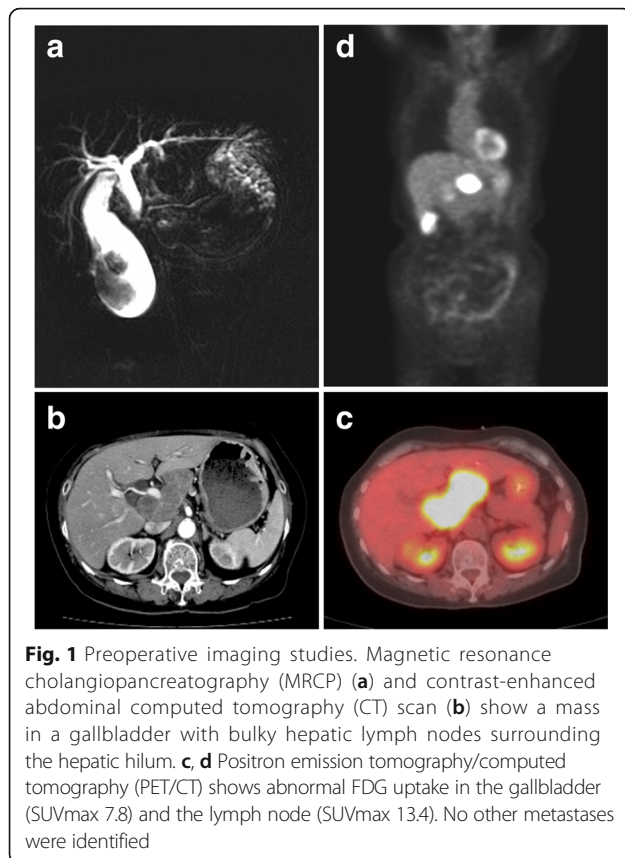 a
d
b
c
Fig. 1 Preoperative imaging studies. Magnetic resonance
cholangiopancreatography (MRCP) (a) and contrast-enhanced
abdominal computed tomography (CT) scan (b) show a mass
in a gallbladder with bulky hepatic lymph nodes surrounding
the hepatic hilum. c, d Positron emission tomography/computed
tomography (PET/CT) shows abnormal FDG uptake in the gallbladder
(SUVmax 7.8) and the lymph node (SUVmax 13.4). No other metastases
were identified